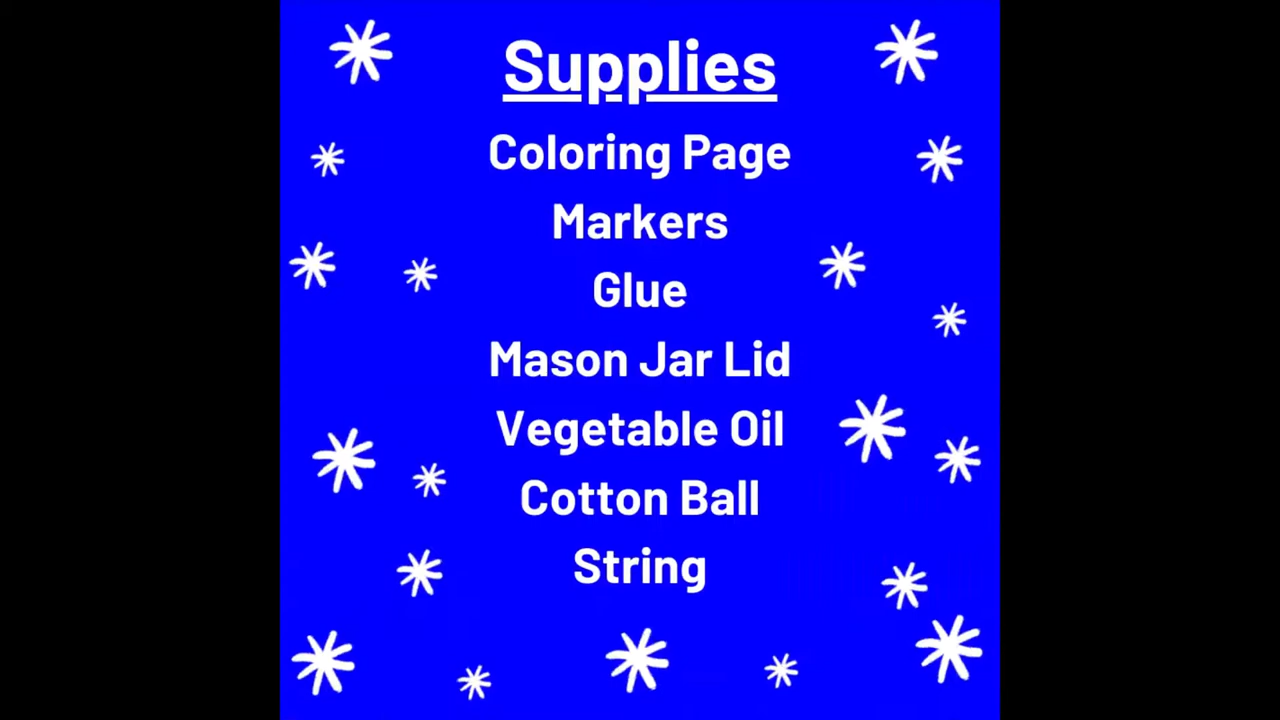 Supplies
Coloring Page
Markers
Glue
Mason Jar Lid
Vegetable Oil
Cotton Ball
String